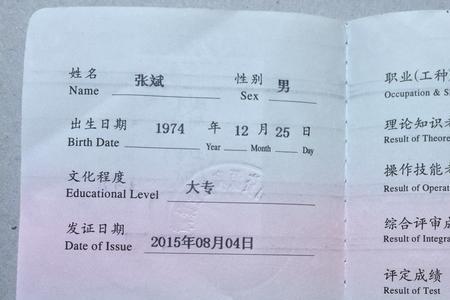 姓名 张斌 性别 男
Name Sex
出生日期 1974 年 12 月 25 日
Birth Date Year Month Day
文化程度 大专
Educational Level
发证日期 2015年08月04日
Date of Issue
职业(工种
Occupation & S
理论知识
Result of Theore
操作技能
Result of Operat
综合评审
Result of Integra
评定成绩
Result of Test